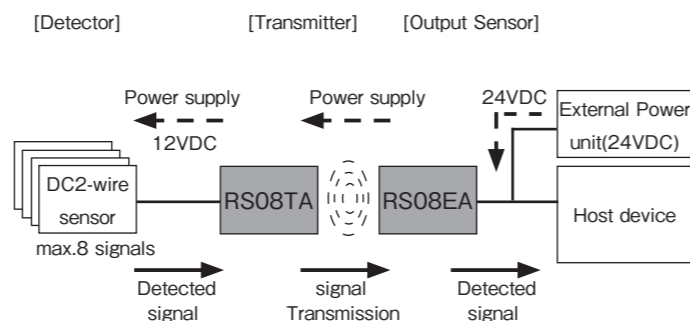 [Detector] [Transmitter] [Output Sensor]
Power supply Power supply 24VDC External Power
12VDC unit(24VDC)
DC2-wire
sensor RS08TA RS08EA Host device
max.8 signals
Detected signal Detected
signal Transmission signal